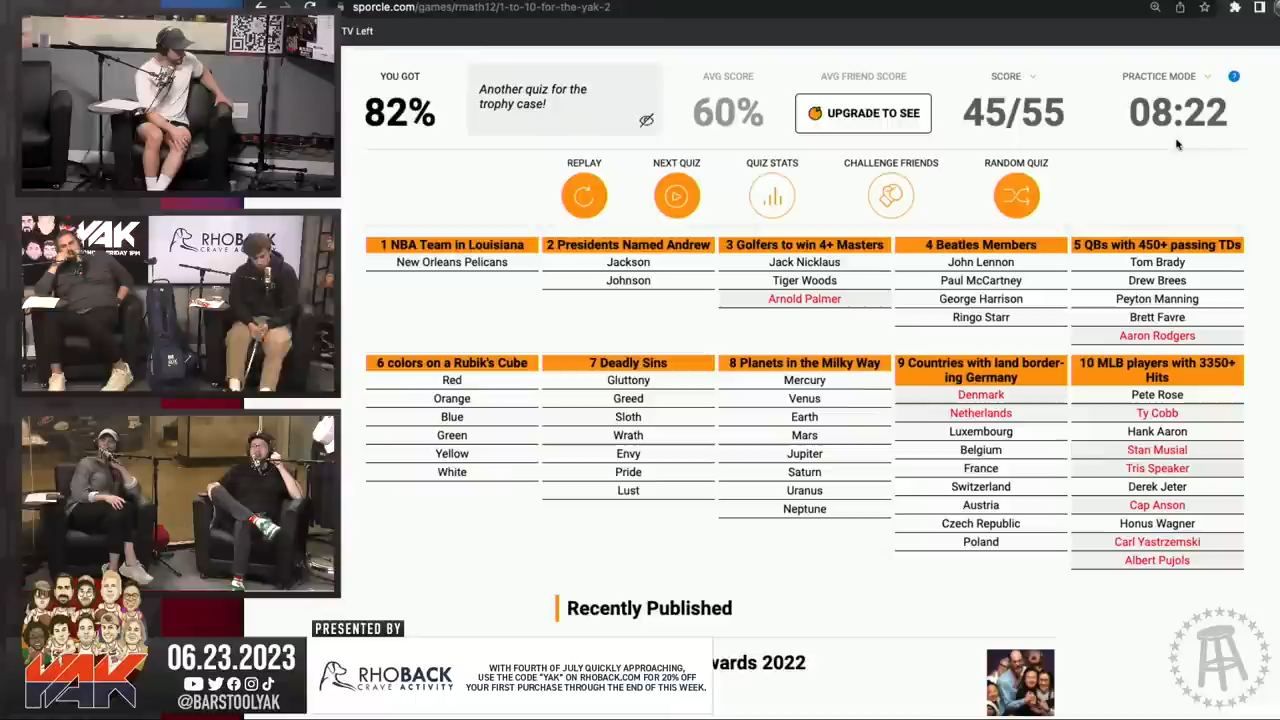 sporcle.com/games/rmath12/1-to-10-for-the-yak-2
TV Left
YOU GOT
82%
Another quiz for the
trophy case!
AVG SCORE
60%
AVG FRIEND SCORE
UPGRADE TO SEE
SCORE
45/55
PRACTICE MODE
?
08:22
REPLAY
NEXT QUIZ
QUIZ STATS
CHALLENGE FRIENDS
RANDOM QUIZ
1 NBA Team in Louisiana
New Orleans Pelicans
2 Presidents Named Andrew
Jackson
Johnson
3 Golfers to win 4+ Masters
Jack Nicklaus
Tiger Woods
Arnold Palmer
4 Beatles Members
John Lennon
Paul McCartney
George Harrison
Ringo Starr
5 QBs with 450+ passing TDs
Tom Brady
Drew Brees
Peyton Manning
Brett Favre
Aaron Rodgers
6 colors on a Rubik's Cube
Red
Orange
Blue
Green
Yellow
White
7 Deadly Sins
Gluttony
Greed
Sloth
Wrath
Envy
Pride
Lust
8 Planets in the Milky Way
Mercury
Venus
Earth
Mars
Jupiter
Saturn
Uranus
Neptune
9 Countries with land border-
ing Germany
Denmark
Netherlands
Luxembourg
Belgium
France
Switzerland
Austria
Czech Republic
Poland
10 MLB players with 3350+
Hits
Pete Rose
Ty Cobb
Hank Aaron
Stan Musial
Tris Speaker
Derek Jeter
Cap Anson
Honus Wagner
Carl Yastrzemski
Albert Pujols
Recently Published
wards 2022
YAK
RHOBACK
CRAVE ACTIVITY
PRESENTED BY
YAK
06.23.2023
@BARSTOOLYAK
RHOBACK
CRAVE ACTIVITY
WITH FOURTH OF JULY QUICKLY APPROACHING,
USE THE CODE "YAK" ON RHOBACK.COM FOR 20% OFF
YOUR FIRST PURCHASE THROUGH THE END OF THIS WEEK.